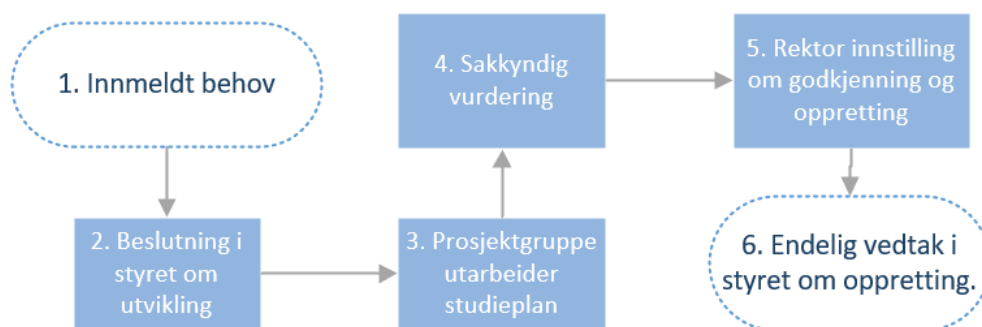 1. Innmeldt behov
2. Beslutning i
styret om
utvikling
3. Prosjektgruppe
utarbeider
studieplan
4. Sakkyndig
vurdering
5. Rektor innstilling
om godkjenning og
oppretting
6. Endelig vedtak i
styret om oppretting.